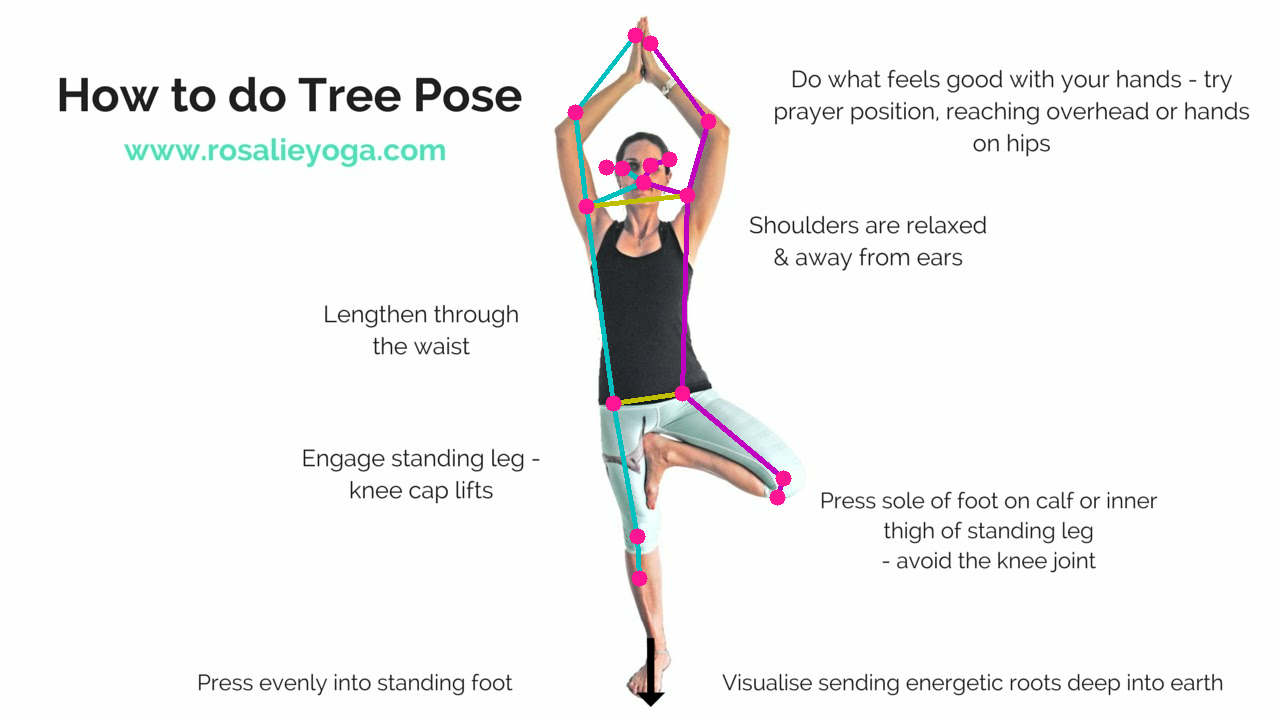 How to do Tree Pose
www.rosalieyoga.com
Do what feels good with your hands - try
prayer position, reaching overhead or hands
on hips
Shoulders are relaxed
& away from ears
Lengthen through
the waist
Engage standing leg -
knee cap lifts
Press sole of foot on calf or inner
thigh of standing leg
- avoid the knee joint
Press evenly into standing foot
Visualise sending energetic roots deep into earth